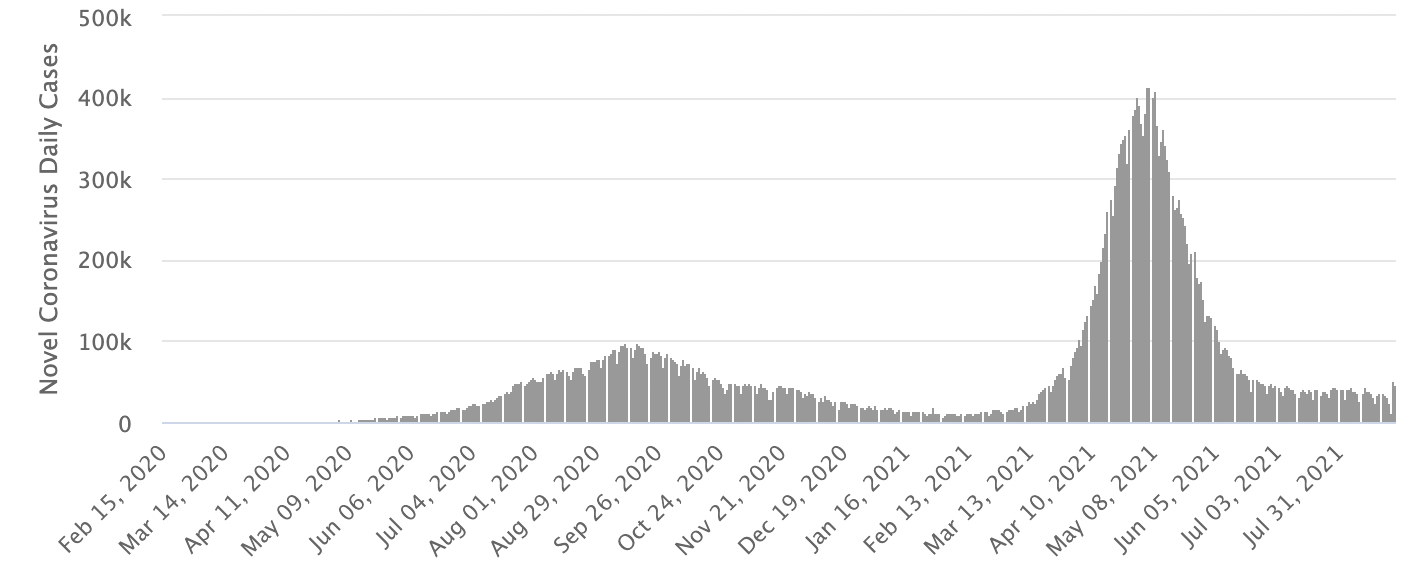 Novel Coronavirus Daily Cases
500k
400k
300k
200k
100k
0
Feb 15, 2020
Mar 14, 2020
Apr 11, 2020
May 09, 2020
Jun 06, 2020
Jul 04, 2020
Aug 01, 2020
Aug 29, 2020
Sep 26, 2020
Oct 24, 2020
Nov 21, 2020
Dec 19, 2020
Jan 16, 2021
Feb 13, 2021
Mar 13, 2021
Apr 10, 2021
May 08, 2021
Jun 05, 2021
Jul 03, 2021
Jul 31, 2021